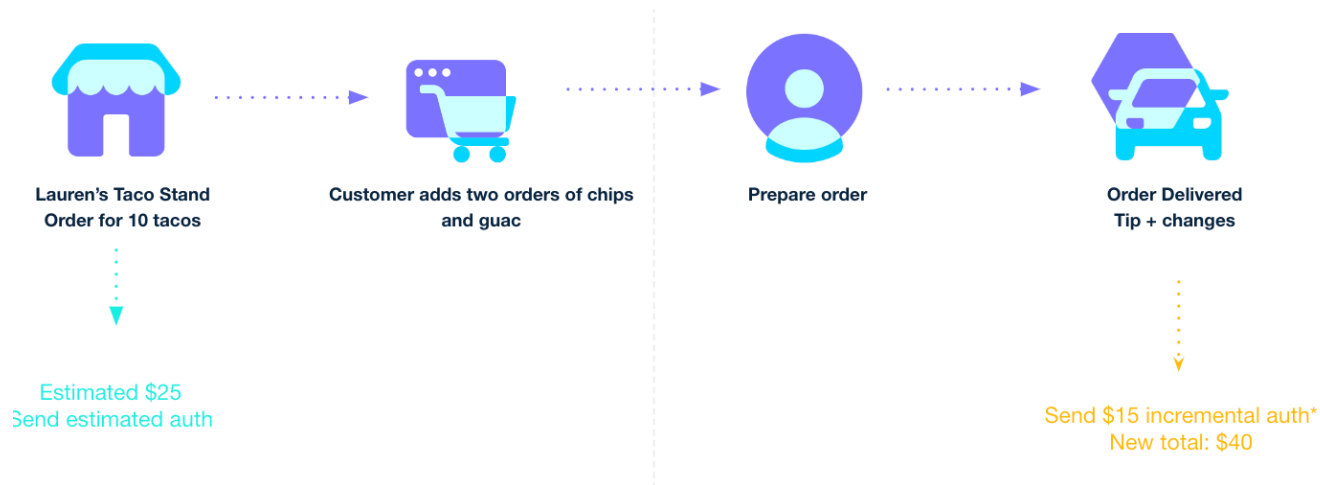 Lauren's Taco Stand
Order for 10 tacos
Customer adds two orders of chips
and guac
Prepare order
Order Delivered
Tip + changes
Estimated $25
Send estimated auth
Send $15 incremental auth*
New total: $40